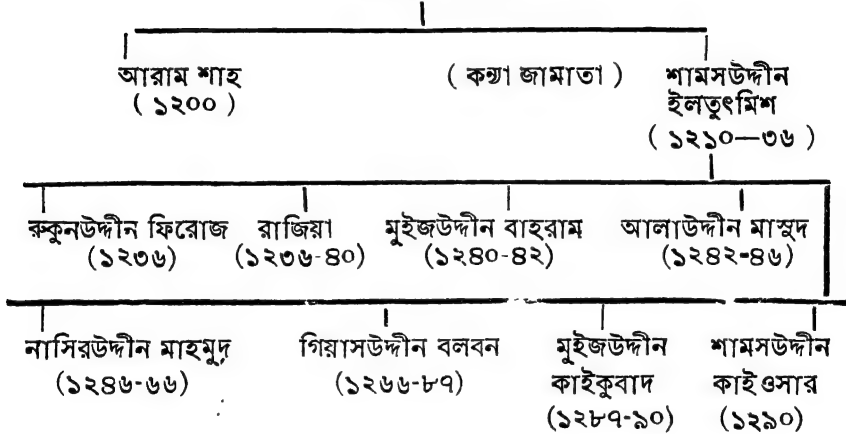 আরাম শাহ ( কন্যা জামাতা ) শামসউদ্দীন
( ১২০০ ) ইলতুৎমিশ
( ১২১০—৩৬ )
রুকুনউদ্দীন ফিরোজ রাজিয়া মুইজউদ্দীন বাহরাম আলাউদ্দীন মাসুদ
(১২৩৬) (১২৩৬-৪০) (১২৪০-৪২) (১২৪২-৪৬)
নাসিরউদ্দীন মাহমুদ গিয়াসউদ্দীন বলবন মুইজউদ্দীন শামসউদ্দীন
(১২৪৬-৬৬) (১২৬৬-৮৭) কাইকুবাদ কাইওসার
(১২৮৭-৯০) (১২৯০)